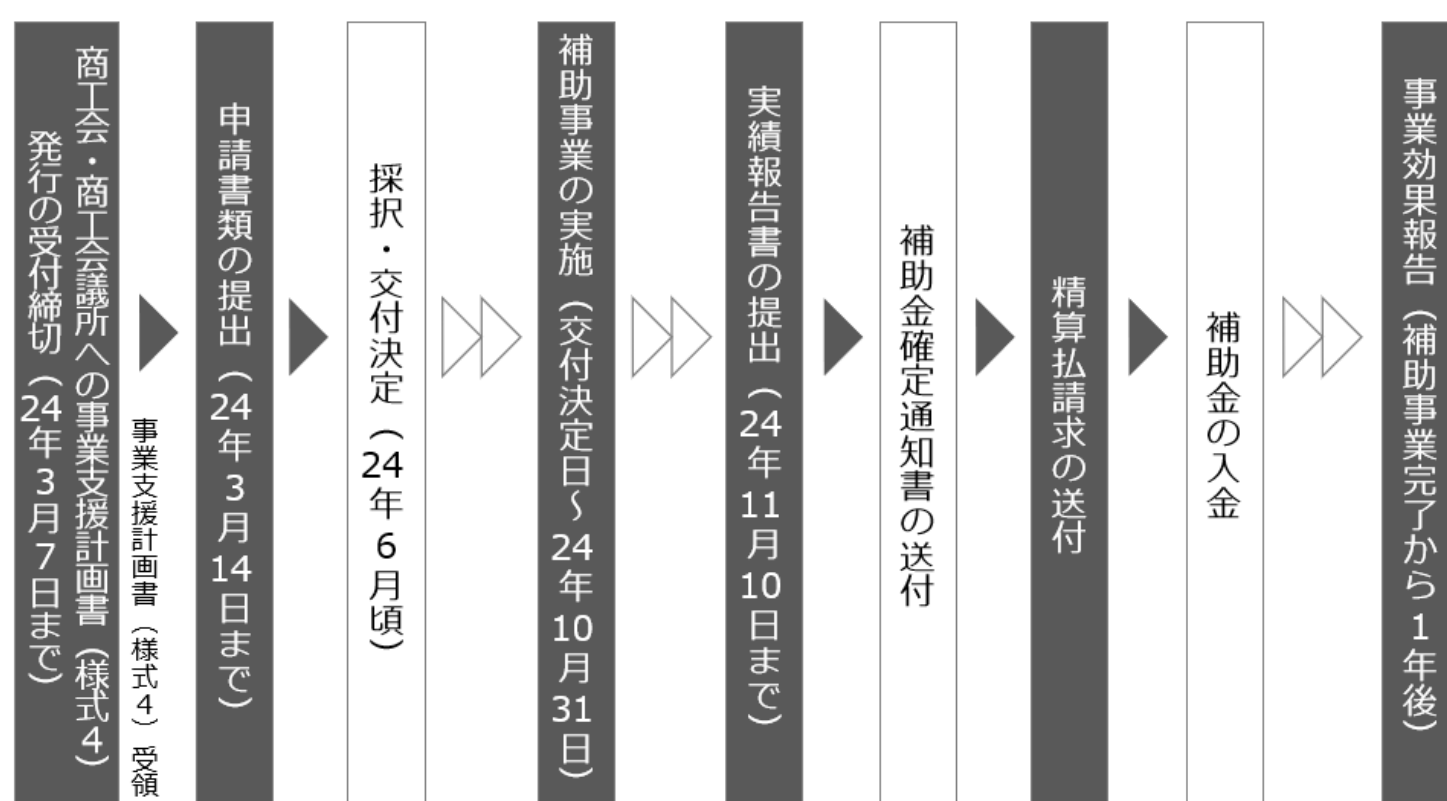 商工会・商工会議所への事業支援計画書（様式４）
発行の受付締切（24年３月７日まで）
事業支援計画書（様式４）受領
申請書類の提出（24年３月14日まで）
採択・交付決定（24年６月頃）
補助事業の実施（交付決定日～24年10月31日）
実績報告書の提出（24年11月10日まで）
補助金確定通知書の送付
精算払請求の送付
補助金の入金
事業効果報告（補助事業完了から１年後）